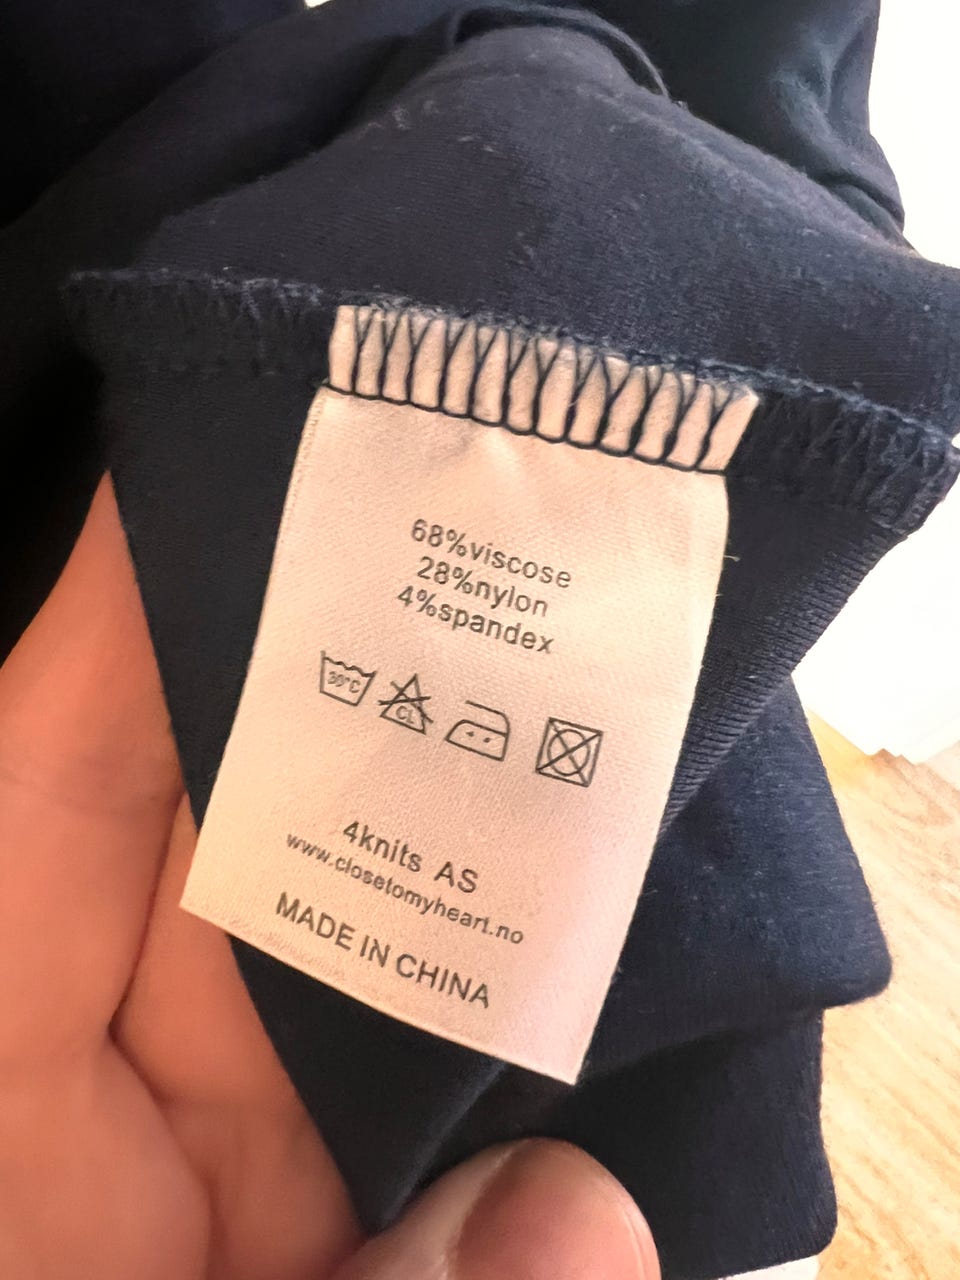 68%viscose
28%nylon
4%spandex
30°C CL
4knits AS
www.closetomyheart.no
MADE IN CHINA